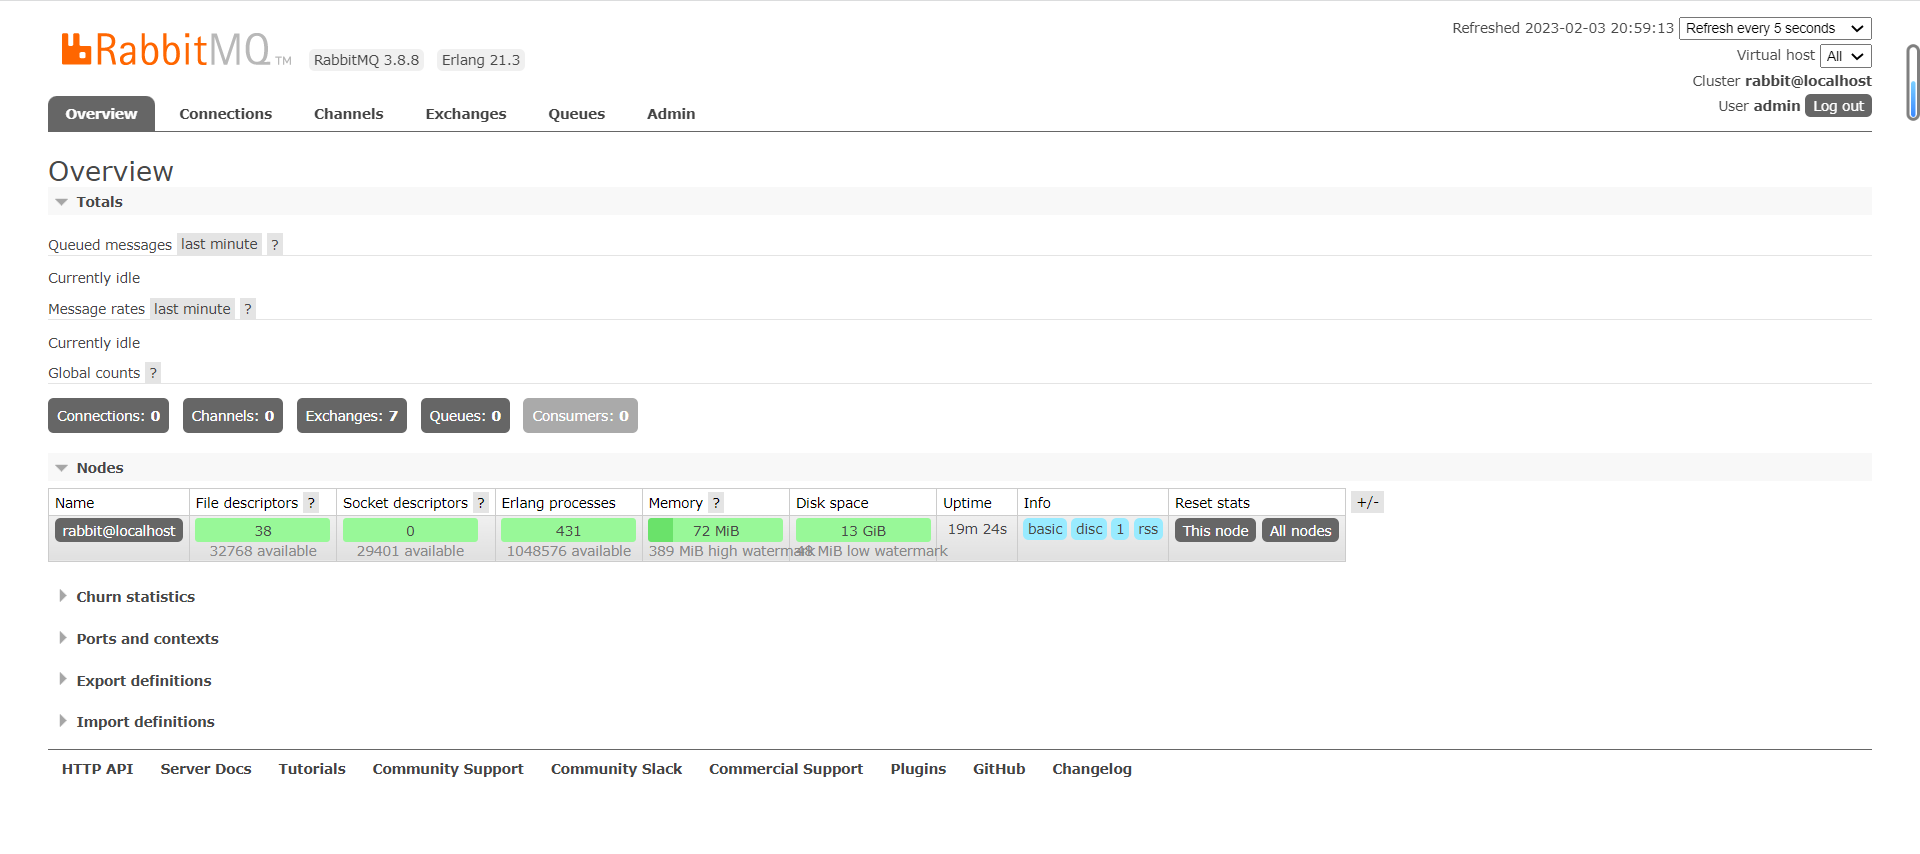 RabbitMQ TM RabbitMQ 3.8.8 Erlang 21.3
Refreshed 2023-02-03 20:59:13 Refresh every 5 seconds
Virtual host All
Cluster rabbit@localhost
User admin Log out
Overview Connections Channels Exchanges Queues Admin
Overview
Totals
Queued messages last minute ?
Currently idle
Message rates last minute ?
Currently idle
Global counts ?
Connections: 0 Channels: 0 Exchanges: 7 Queues: 0 Consumers: 0
Nodes
Name File descriptors ? Socket descriptors ? Erlang processes Memory ? Disk space Uptime Info Reset stats +/-
rabbit@localhost 38 0 431 72 MiB 13 GiB 19m 24s basic disc 1 rss This node All nodes
32768 available 29401 available 1048576 available 389 MiB high watermark 48 MiB low watermark
Churn statistics
Ports and contexts
Export definitions
Import definitions
HTTP API Server Docs Tutorials Community Support Community Slack Commercial Support Plugins GitHub Changelog